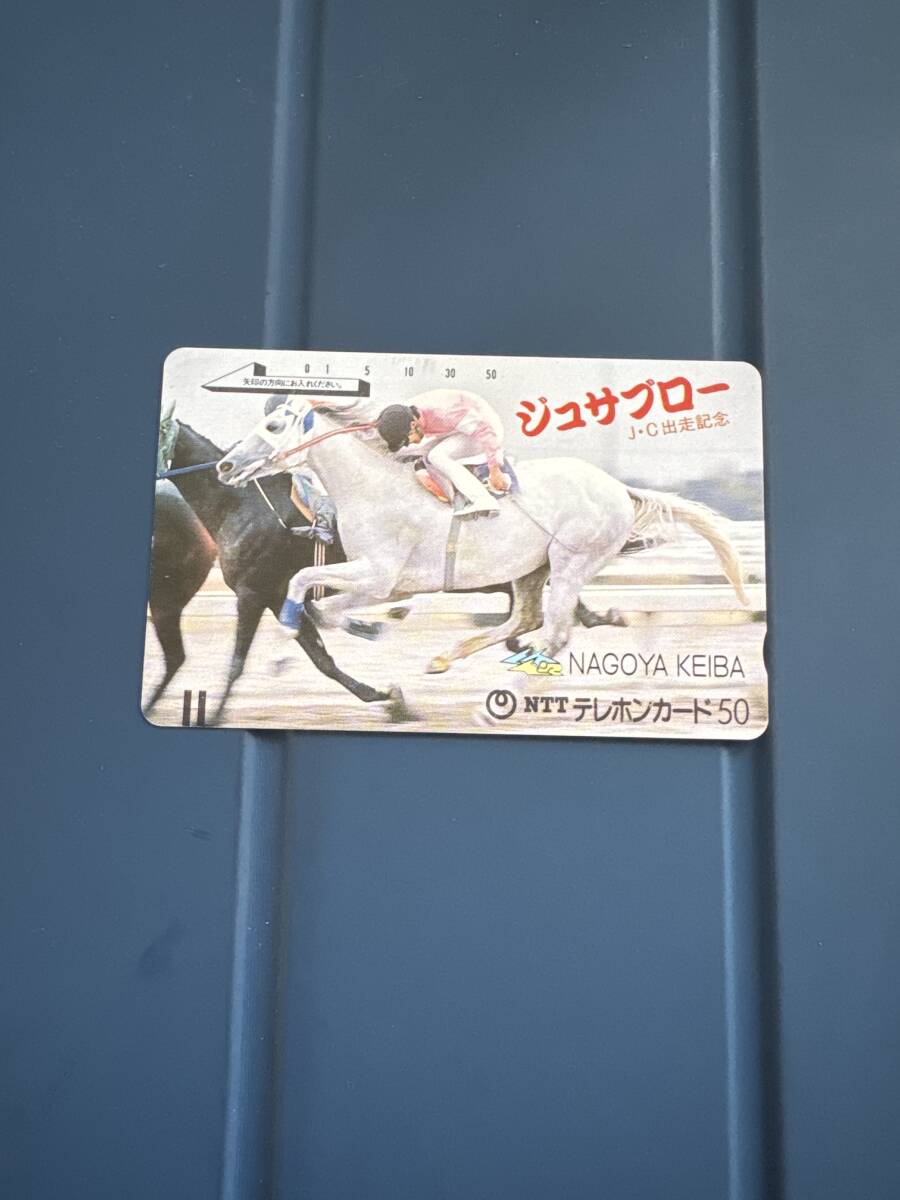 0 1 5 10 30 50
矢印の方向にお入れください。
ジュサブロー
J・C出走記念
NAGOYA KEIBA
NTT テレホンカード50